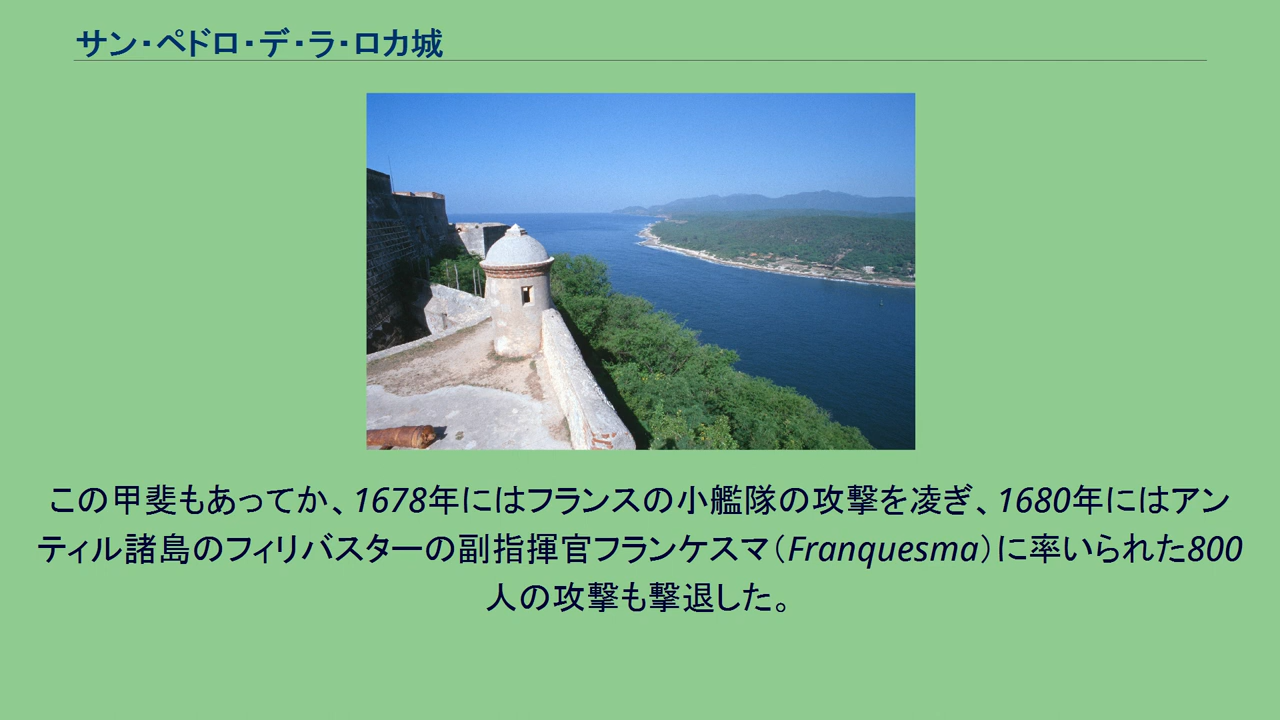 サン・ペドロ・デ・ラ・ロカ城
この甲斐もあってか、1678年にはフランスの小艦隊の攻撃を凌ぎ、1680年にはアン
ティル諸島のフィリバスターの副指揮官フランケスマ（Franquesma）に率いられた800
人の攻撃も撃退した。